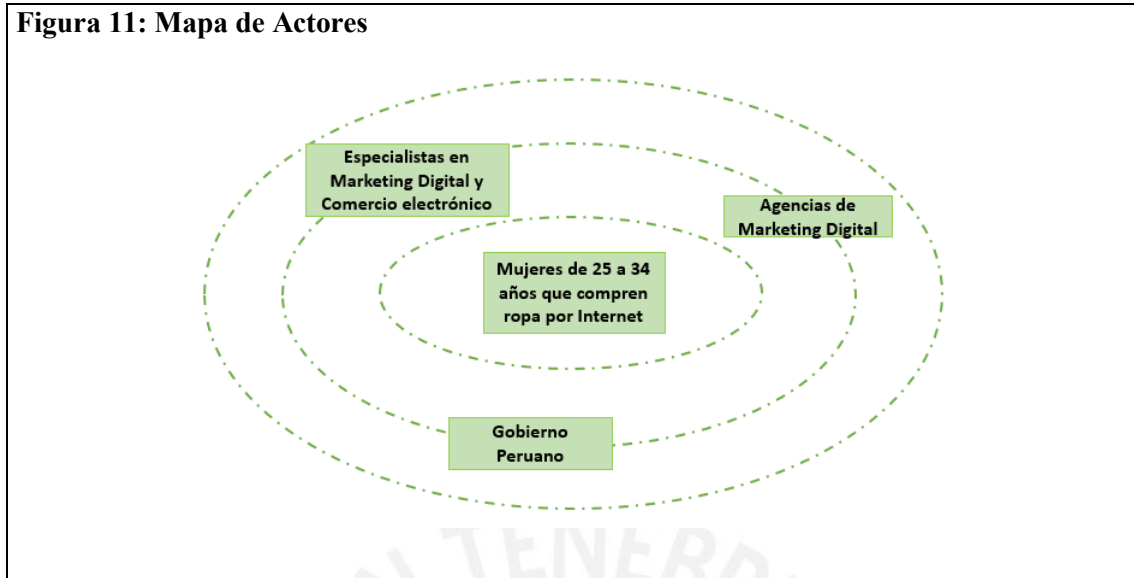 Figura 11: Mapa de Actores
Especialistas en
Marketing Digital y
Comercio electrónico
Agencias de
Marketing Digital
Mujeres de 25 a 34
años que compren
ropa por Internet
Gobierno
Peruano
TENEBR